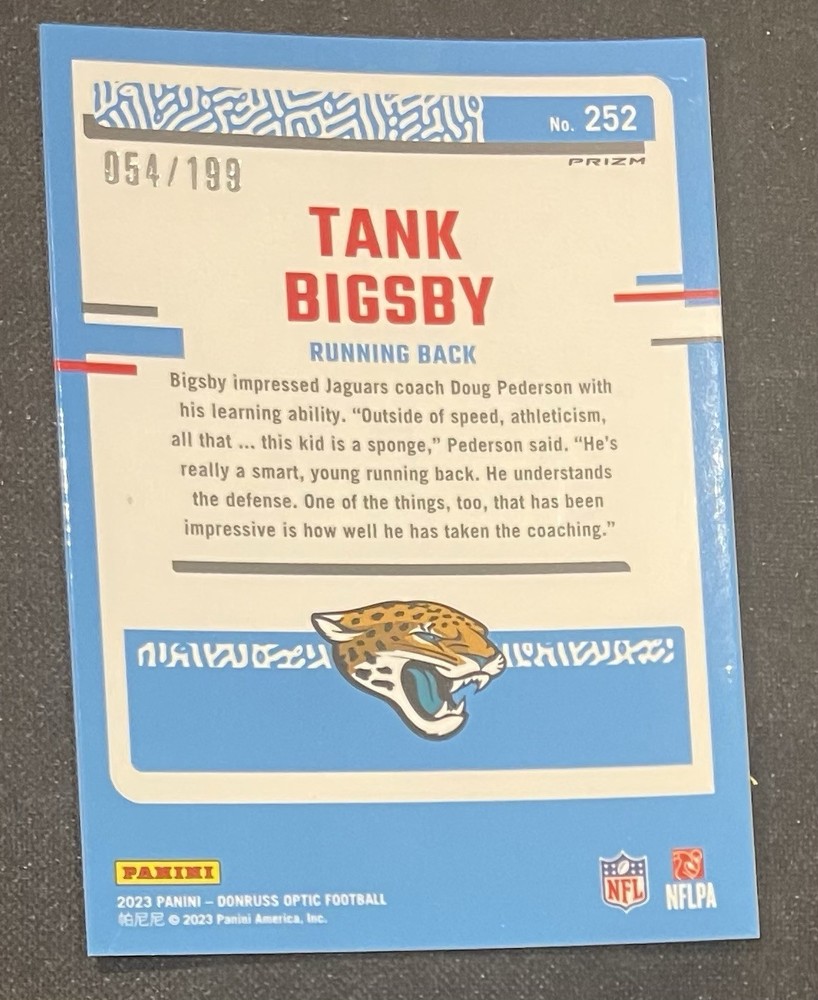 No. 252
PRIZM
054/199
TANK
BIGSBY
RUNNING BACK
Bigsby impressed Jaguars coach Doug Pederson with
his learning ability. “Outside of speed, athleticism,
all that ... this kid is a sponge,” Pederson said. “He's
really a smart, young running back. He understands
the defense. One of the things, too, that has been
impressive is how well he has taken the coaching.”
PANINI
2023 PANINI – DONRUSS OPTIC FOOTBALL
帕尼尼 © 2023 Panini America, Inc.
NFL
NFLPA